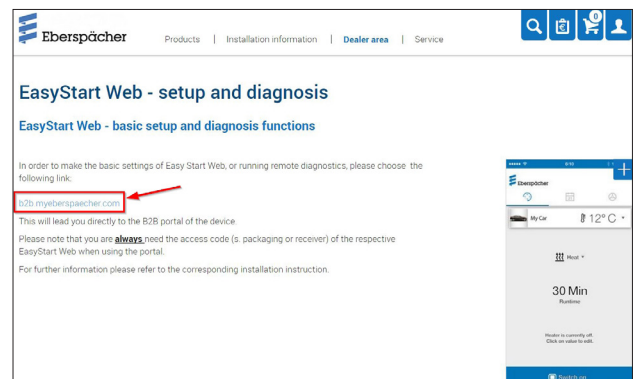 Eberspächer
Products | Installation information | Dealer area | Service
0
EasyStart Web - setup and diagnosis
EasyStart Web - basic setup and diagnosis functions
In order to make the basic settings of Easy Start Web, or running remote diagnostics, please choose the
following link:
b2b.myeberspaecher.com
This will lead you directly to the B2B portal of the device
Please note that you are always need the access code (s. packaging or receiver) of the respective
EasyStart Web when using the portal.
For further information please refer to the corresponding installation instruction.
Eberspächer
My Car
12° C
Heat
30 Min
Runtime
Heater is currently off.
Click on value to edit.
Switch on